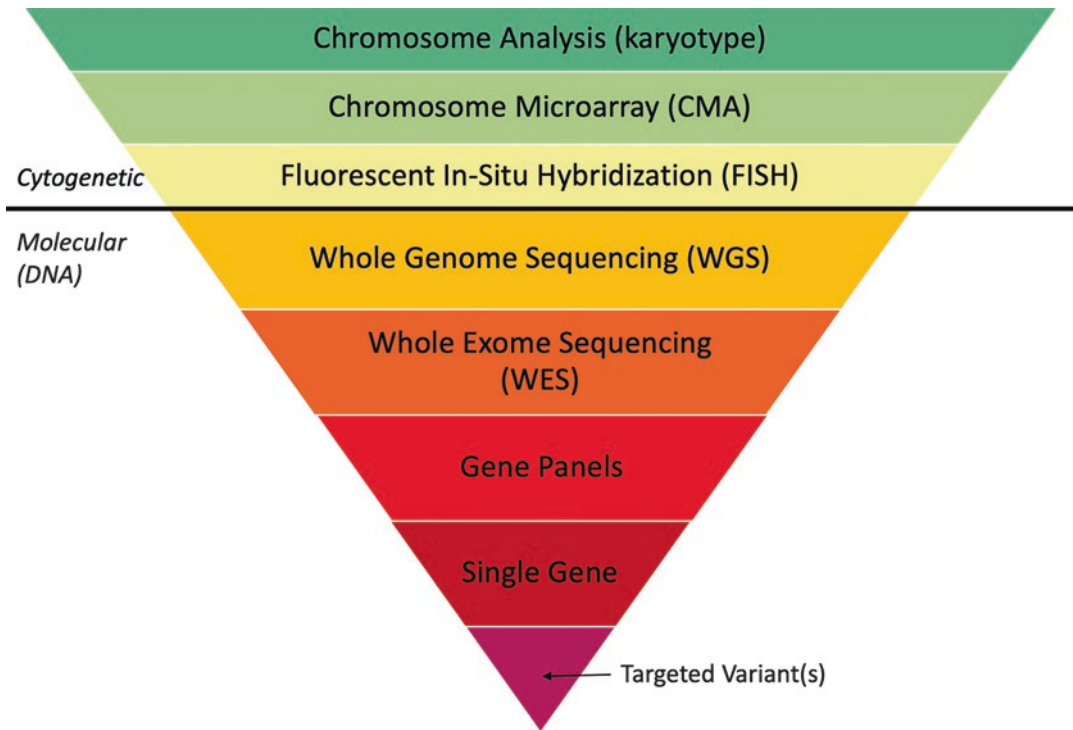 Chromosome Analysis (karyotype)
Chromosome Microarray (CMA)
Cytogenetic
Fluorescent In-Situ Hybridization (FISH)
Molecular
(DNA)
Whole Genome Sequencing (WGS)
Whole Exome Sequencing
(WES)
Gene Panels
Single Gene
Targeted Variant(s)